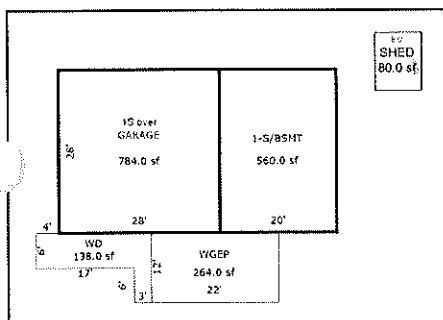 SHED
80.0 sf
1S over
GARAGE
784.0 sf
1-S/BSMT
560.0 sf
28'
28'
20'
4'
6'
WD
138.0 sf
17'
6'
3'
12'
WGEP
264.0 sf
22'